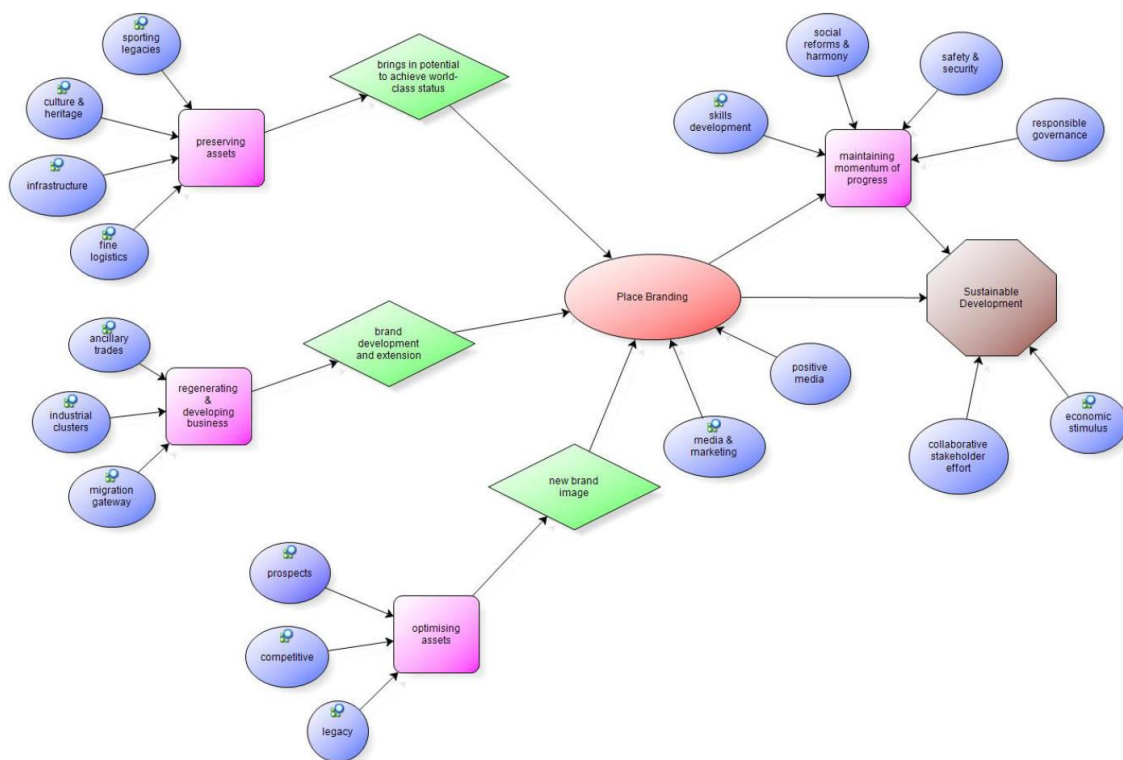 sporting
legacies
culture &
heritage
infrastructure
fine
logistics
preserving
assets
brings in potential
to achieve world-
class status
social
reforms &
harmony
safety &
security
skills
development
responsible
governance
maintaining
momentum of
progress
Place Branding
Sustainable
Development
ancillary
trades
industrial
clusters
migration
gateway
regenerating
&
developing
business
brand
development
and extension
positive
media
media &
marketing
collaborative
stakeholder
effort
economic
stimulus
new brand
image
prospects
competitive
legacy
optimising
assets